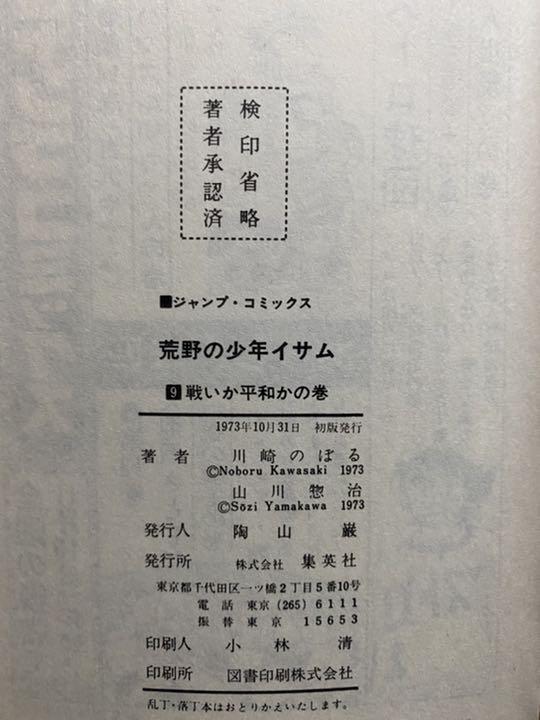 検印省略
著者承認済
■ジャンプ・コミックス
荒野の少年イサム
9 戦いか平和かの巻
1973年10月31日 初版発行
著者 川崎のぼる
©Noboru Kawasaki 1973
山川惣治
©Sōzi Yamakawa 1973
発行人 陶山巌
発行所 株式会社 集英社
東京都千代田区一ツ橋2丁目5番10号
電話 東京 (265) 6111
振替 東京 15653
印刷人 小林清
印刷所 図書印刷株式会社
乱丁・落丁本はおとりかえいたします。